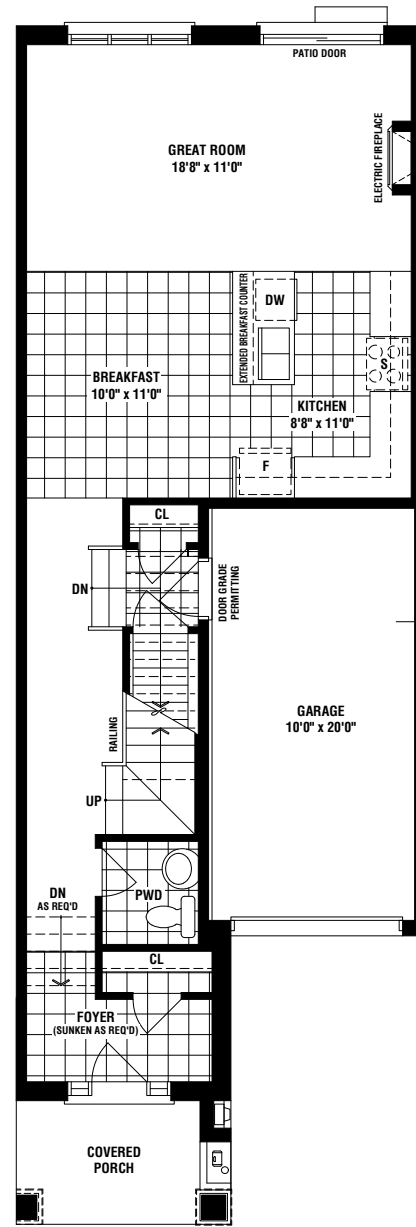 PATIO DOOR
GREAT ROOM
18'8" x 11'0"
ELECTRIC FIREPLACE
EXTENDED BREAKFAST COUNTER
DW
S
BREAKFAST
10'0" x 11'0"
KITCHEN
8'8" x 11'0"
F
CL
DN
DOOR GRADE
PERMITTING
RAILING
GARAGE
10'0" x 20'0"
UP
DN
AS REQ'D
PWD
CL
FOYER
(SUNKEN AS REQ'D)
COVERED
PORCH